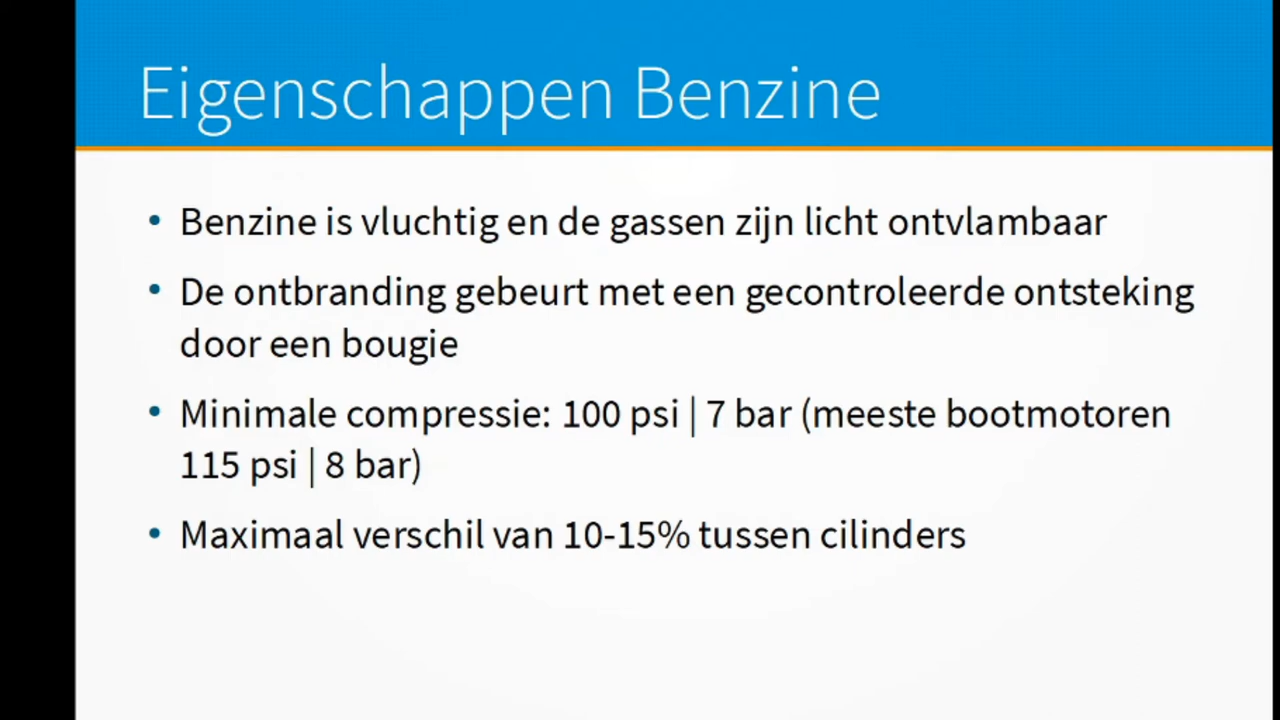 Eigenschappen Benzine
• Benzine is vluchtig en de gassen zijn licht ontvlambaar
• De ontbranding gebeurt met een gecontroleerde ontsteking
door een bougie
• Minimale compressie: 100 psi | 7 bar (meeste bootmotoren
115 psi | 8 bar)
• Maximaal verschil van 10-15% tussen cilinders